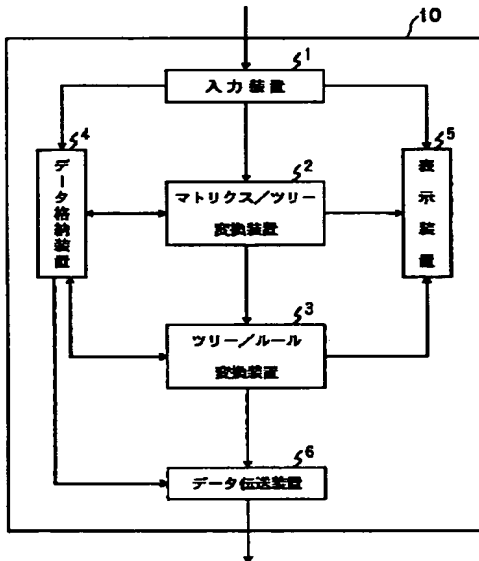 10
1
入力装置
4
データ格納装置
5
表示装置
2
マトリクス／ツリー
変換装置
3
ツリー／ルール
変換装置
6
データ伝送装置